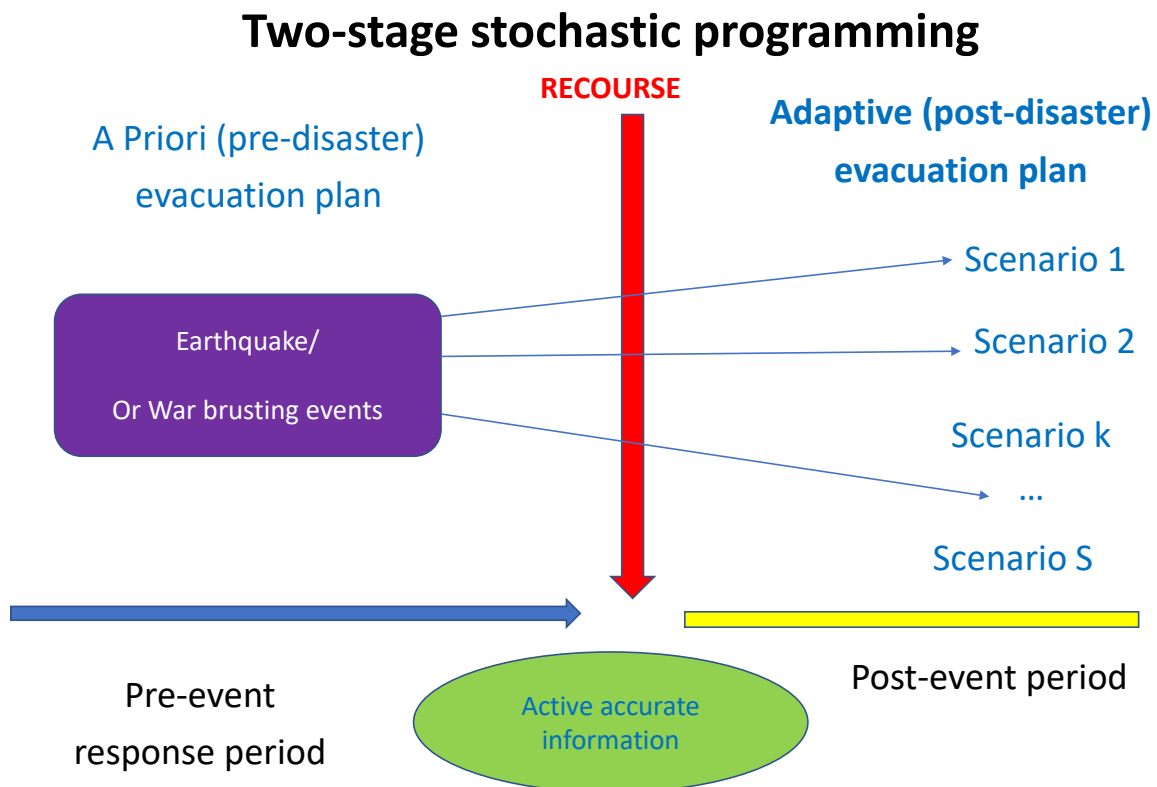 Two-stage stochastic programming
RECOURSE
A Priori (pre-disaster)
evacuation plan
Adaptive (post-disaster)
evacuation plan
Earthquake/
Or War brusting events
Scenario 1
Scenario 2
Scenario k
...
Scenario S
Pre-event
response period
Active accurate
information
Post-event period